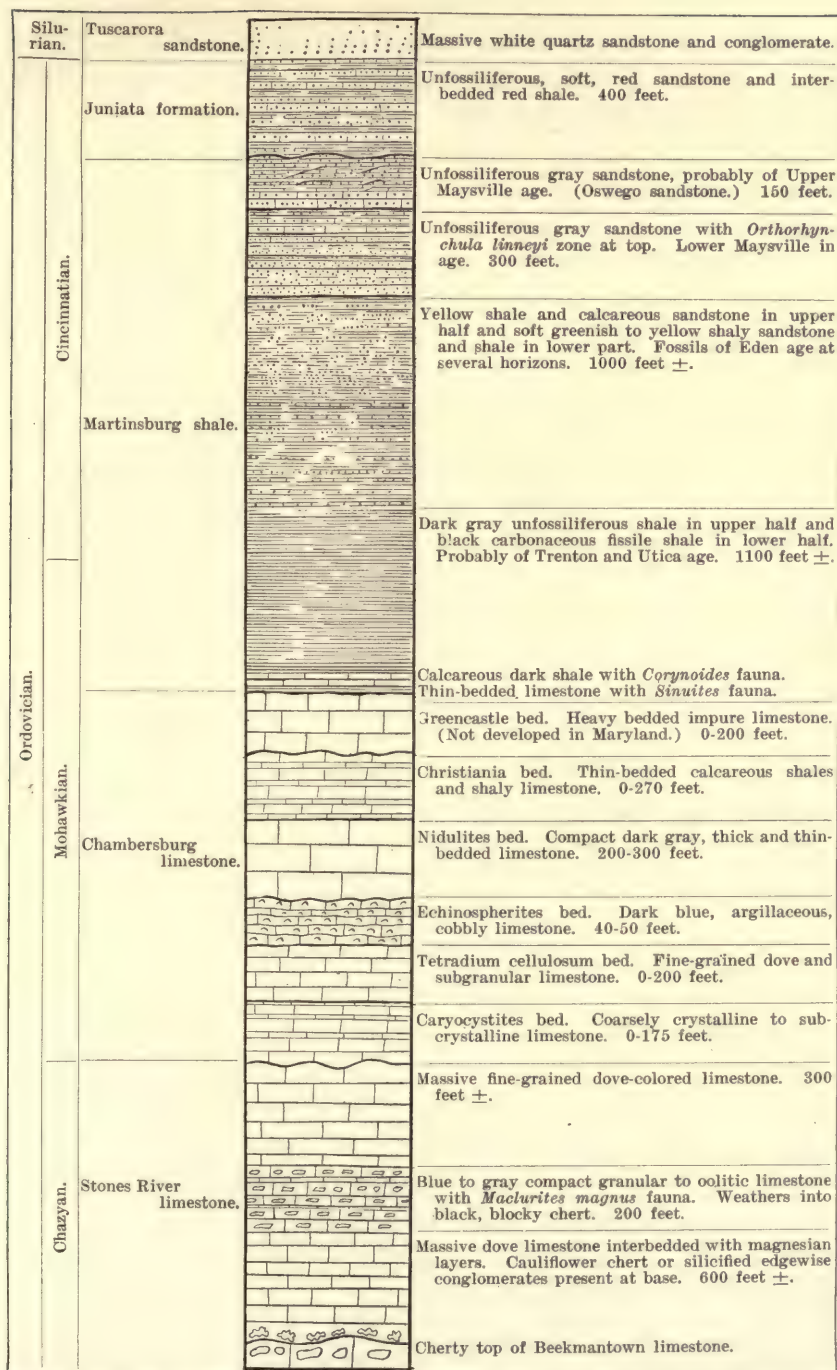 Silu-
rian.
Tuscarora
sandstone.
Massive white quartz sandstone and conglomerate.
Ordovician.
Cincinnatian.
Juniata formation.
Unfossiliferous, soft, red sandstone and inter-
bedded red shale. 400 feet.
Martinsburg shale.
Unfossiliferous gray sandstone, probably of Upper
Maysville age. (Oswego sandstone.) 150 feet.
Unfossiliferous gray sandstone with Orthorhyn-
chula linneyi zone at top. Lower Maysville in
age. 300 feet.
Yellow shale and calcareous sandstone in upper
half and soft greenish to yellow shaly sandstone
and shale in lower part. Fossils of Eden age at
several horizons. 1000 feet ±.
Dark gray unfossiliferous shale in upper half and
black carbonaceous fissile shale in lower half.
Probably of Trenton and Utica age. 1100 feet ±.
Calcareous dark shale with Corynoides fauna.
Thin-bedded limestone with Sinuites fauna.
Mohawkian.
Chambersburg
limestone.
Greencastle bed. Heavy bedded impure limestone.
(Not developed in Maryland.) 0-200 feet.
Christiania bed. Thin-bedded calcareous shales
and shaly limestone. 0-270 feet.
Nidulites bed. Compact dark gray, thick and thin-
bedded limestone. 200-300 feet.
Echinospherites bed. Dark blue, argillaceous,
cobbly limestone. 40-50 feet.
Tetradium cellulosum bed. Fine-grained dove and
subgranular limestone. 0-200 feet.
Caryocystites bed. Coarsely crystalline to sub-
crystalline limestone. 0-175 feet.
Chazyan.
Stones River
limestone.
Massive fine-grained dove-colored limestone. 300
feet ±.
Blue to gray compact granular to oolitic limestone
with Maclurites magnus fauna. Weathers into
black, blocky chert. 200 feet.
Massive dove limestone interbedded with magnesian
layers. Cauliflower chert or silicified edgewise
conglomerates present at base. 600 feet ±.
Cherty top of Beekmantown limestone.